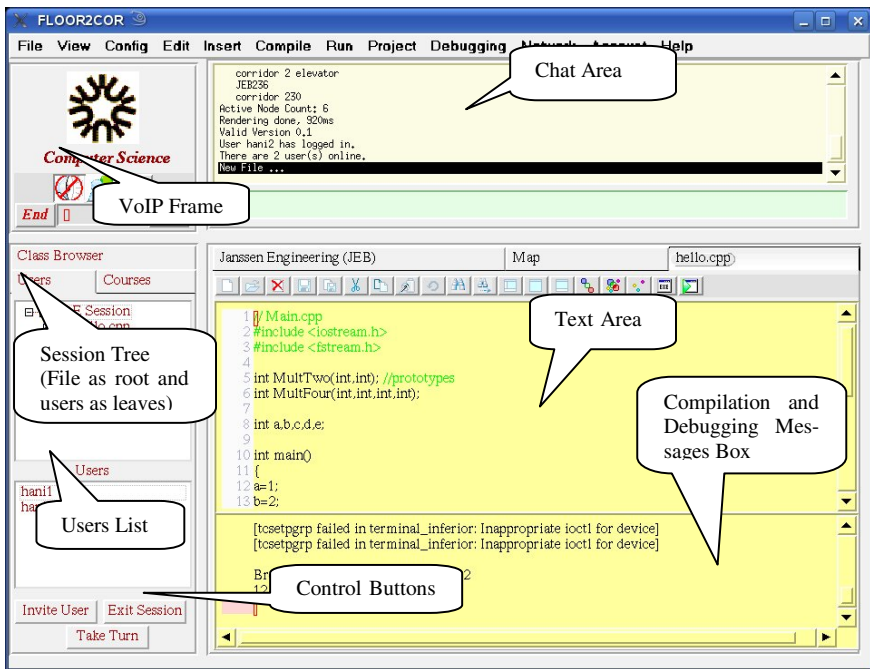 FLOOR2COR
File View Config Edit Insert Compile Run Project Debugging Network Account Help
corridor 2 elevator
JEB236
corridor 230
Active Node Count: 6
Rendering done, 920ms
Valid Version 0.1
User hani2 has logged in.
There are 2 user(s) online.
New File ...
Chat Area
Computer Science
VoIP Frame
End
Class Browser
Users Courses
Session
hello.cpp
Session Tree
(File as root and
users as leaves)
Users
hani1
Users List
Control Buttons
Invite User Exit Session
Take Turn
Janssen Engineering (JEB) Map hello.cpp
Text Area
1 // Main.cpp
2 #include <iostream.h>
3 #include <fstream.h>
4
5 int MultTwo(int,int); //prototypes
6 int MultFour(int,int,int,int);
7
8 int a,b,c,d,e;
9
10 int main()
11 {
12 a=1;
13 b=2;
Compilation and
Debugging Mes-
sages Box
[tcsetpgrp failed in terminal_inferior: Inappropriate ioctl for device]
[tcsetpgrp failed in terminal_inferior: Inappropriate ioctl for device]
Br 2
12